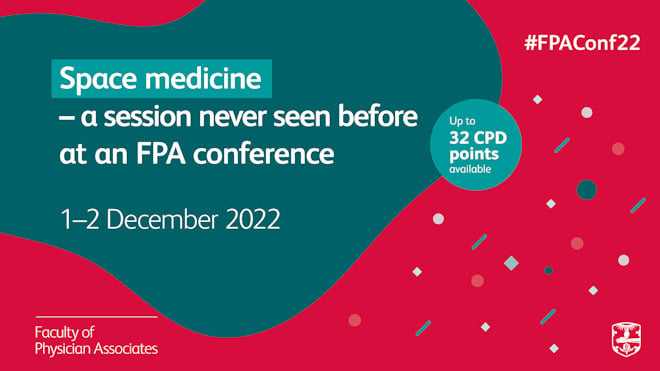 #FPAConf22
Space medicine
– a session never seen before
at an FPA conference
Up to
32 CPD
points
available
1–2 December 2022
Faculty of
Physician Associates